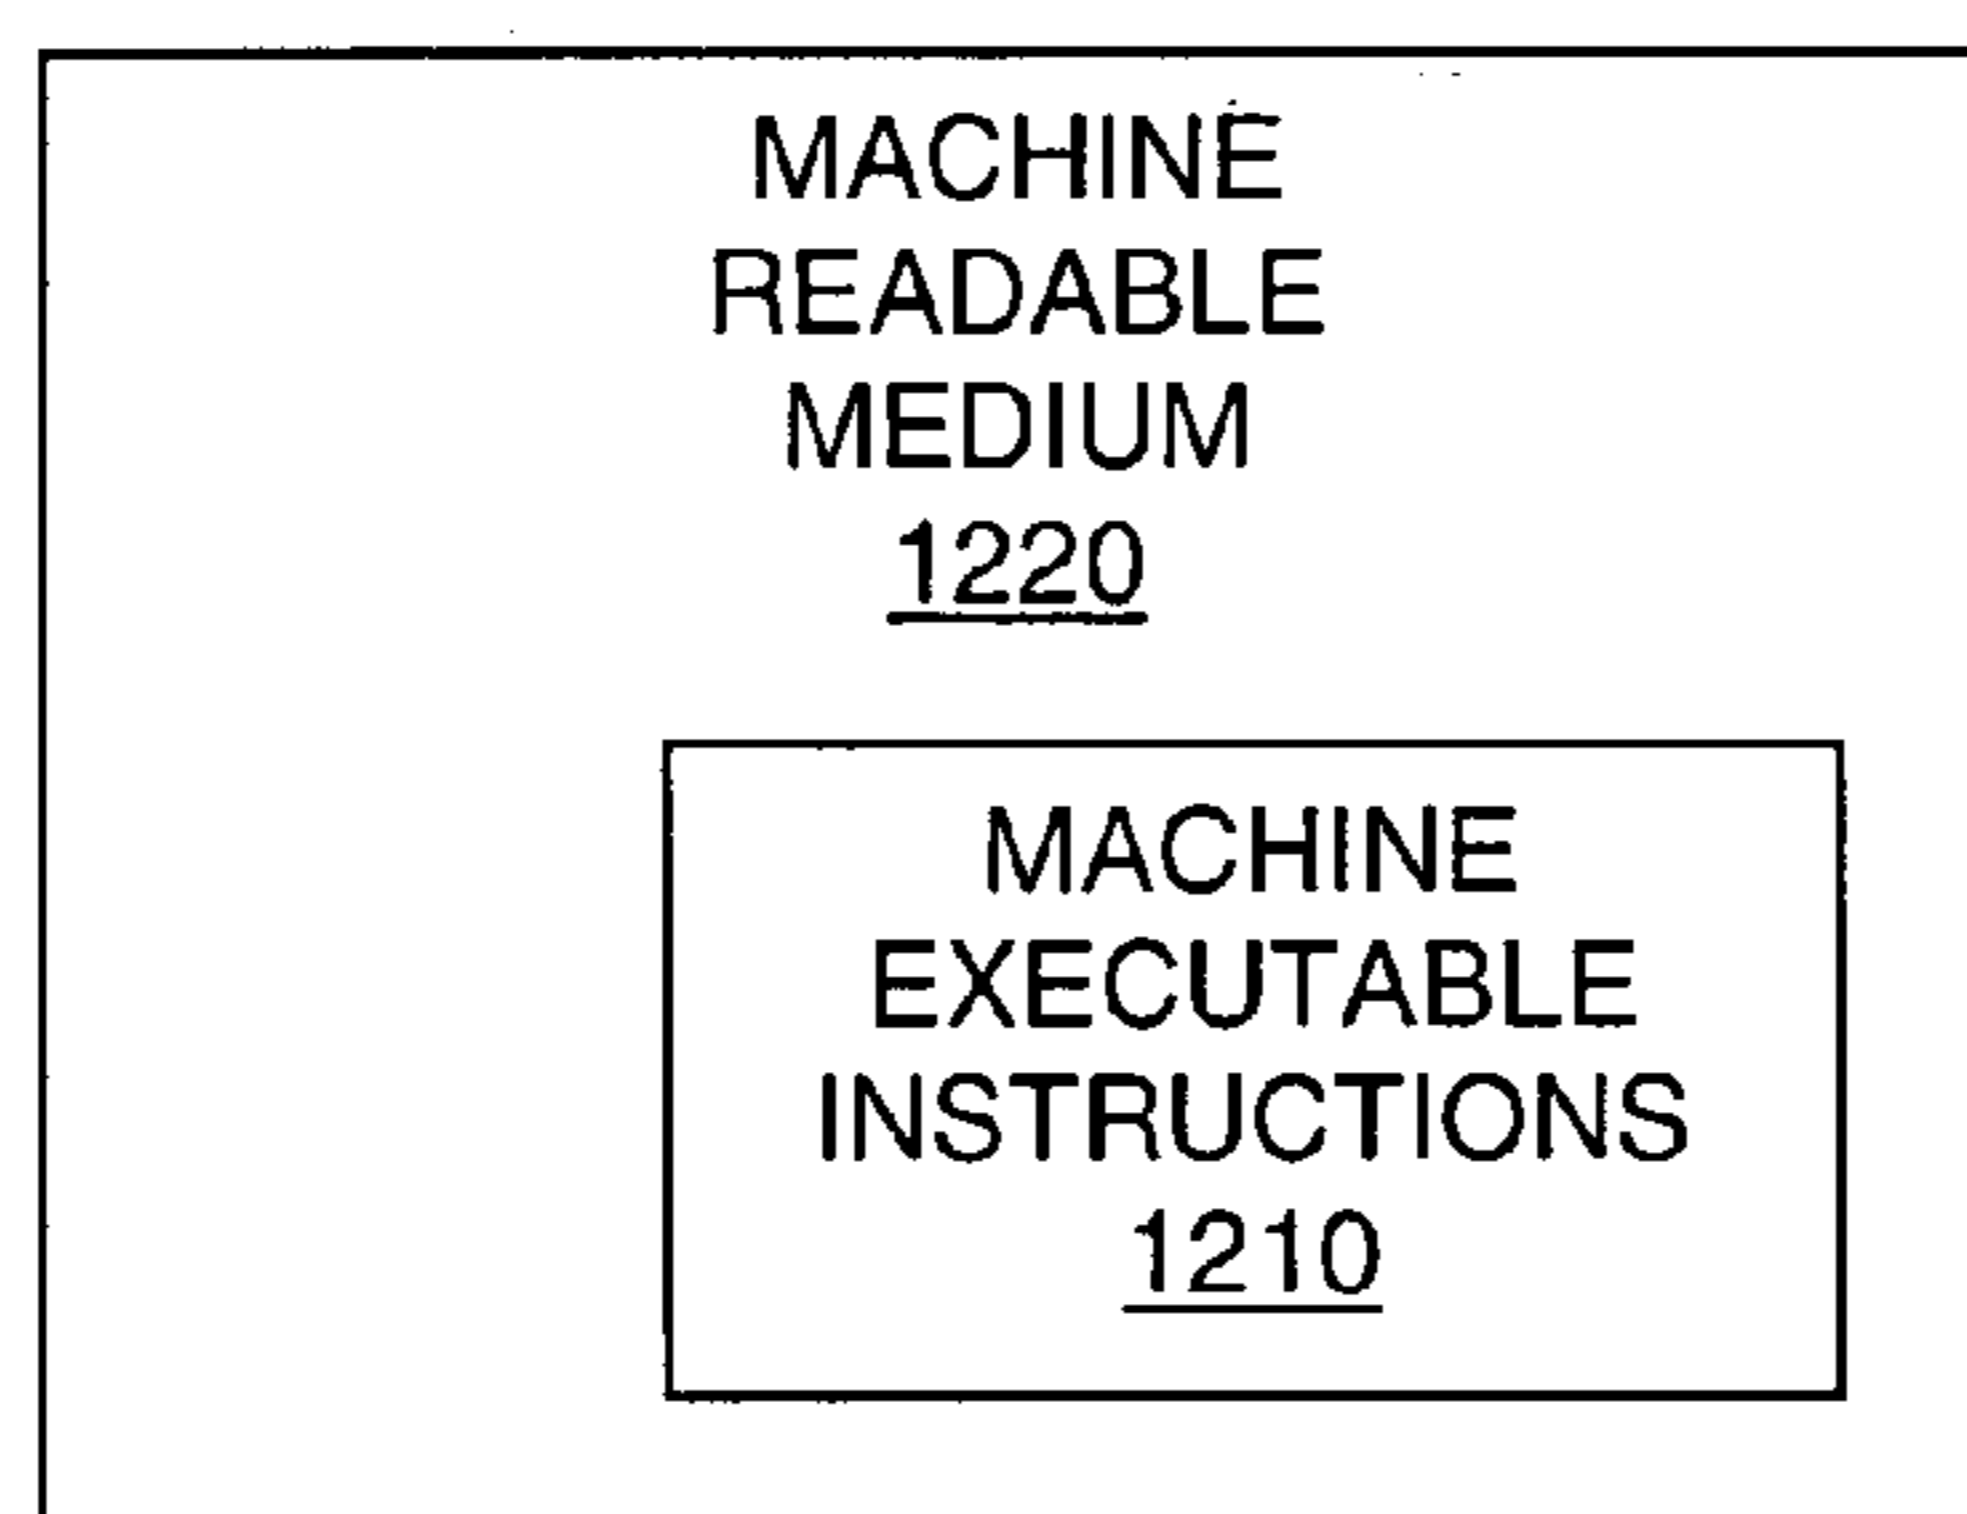 MACHINE
READABLE
MEDIUM
1220
MACHINE
EXECUTABLE
INSTRUCTIONS
1210